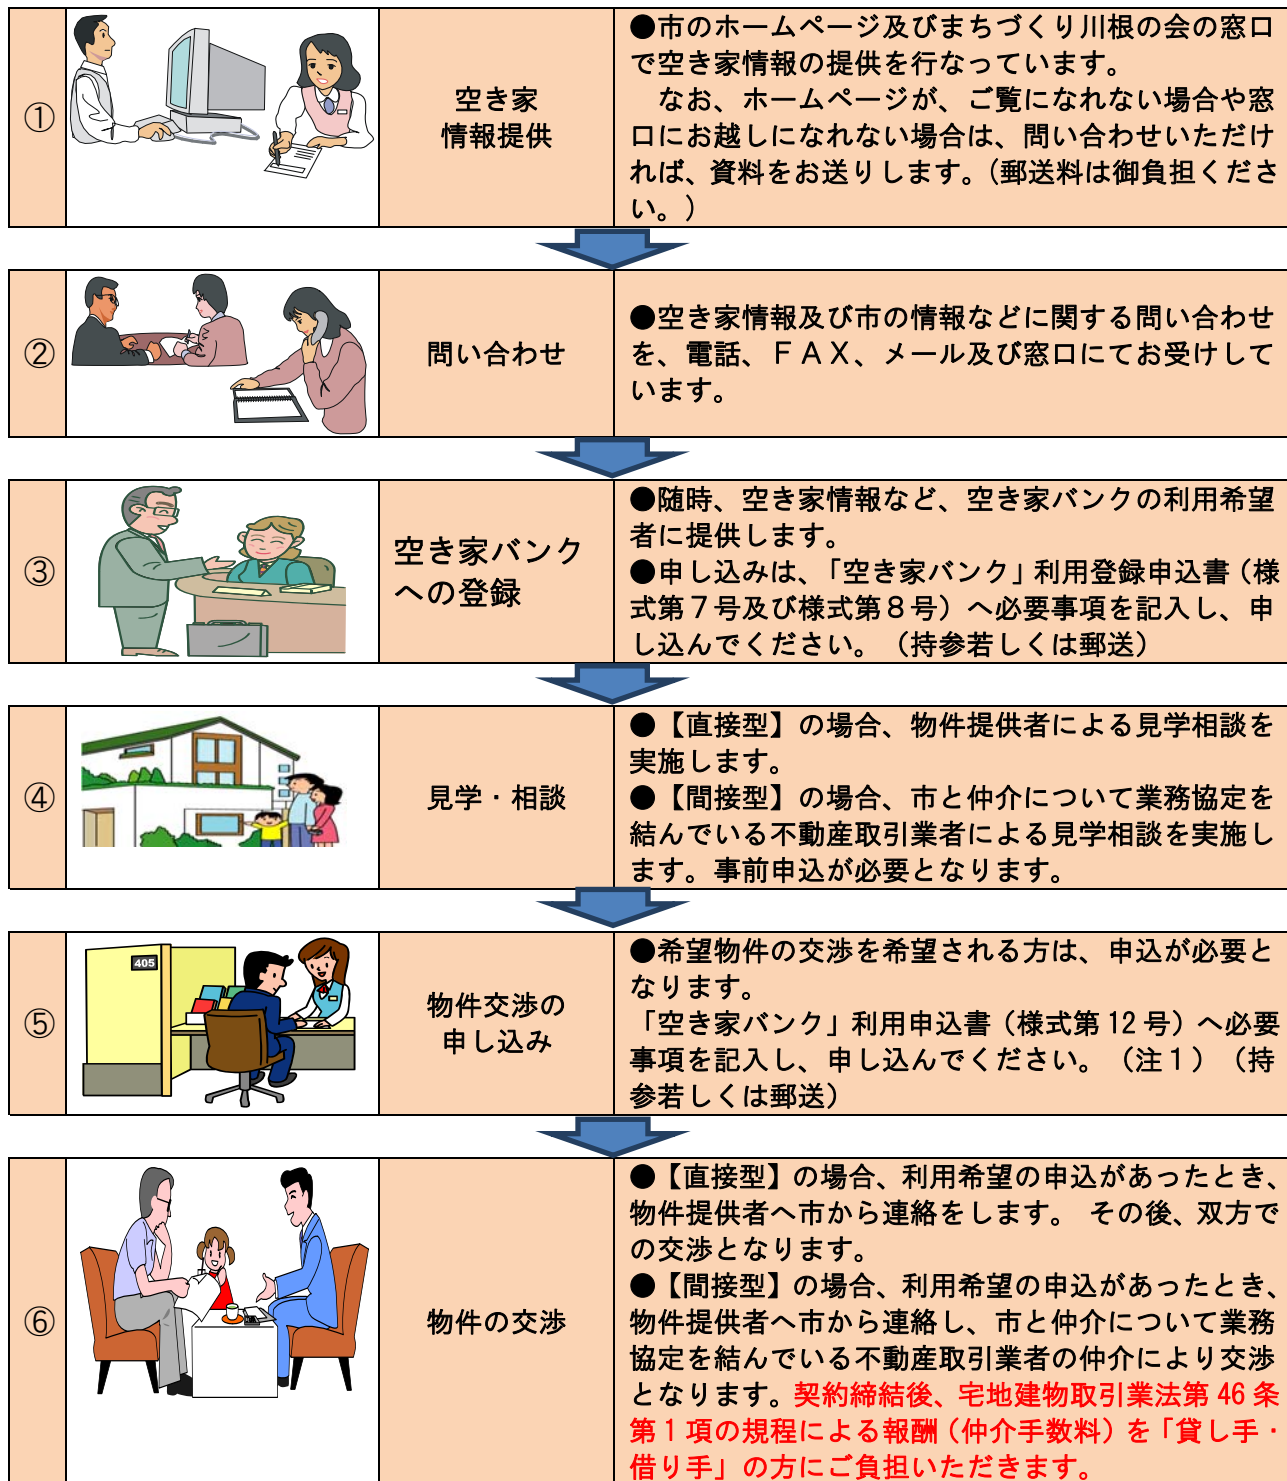 ①
空き家
情報提供
●市のホームページ及びまちづくり川根の会の窓口
で空き家情報の提供を行なっています。
　なお、ホームページが、ご覧になれない場合や窓
口にお越しになれない場合は、問い合わせいただけ
れば、資料をお送りします。（郵送料は御負担くださ
い。）
②
問い合わせ
●空き家情報及び市の情報などに関する問い合わせ
を、電話、ＦＡＸ、メール及び窓口にてお受けして
います。
③
空き家バンク
への登録
●随時、空き家情報など、空き家バンクの利用希望
者に提供します。
●申し込みは、「空き家バンク」利用登録申込書（様
式第７号及び様式第８号）へ必要事項を記入し、申
し込んでください。（持参若しくは郵送）
④
見学・相談
●【直接型】の場合、物件提供者による見学相談を
実施します。
●【間接型】の場合、市と仲介について業務協定を
結んでいる不動産取引業者による見学相談を実施し
ます。事前申込が必要となります。
⑤
405
物件交渉の
申し込み
●希望物件の交渉を希望される方は、申込が必要と
なります。
「空き家バンク」利用申込書（様式第 12 号）へ必要
事項を記入し、申し込んでください。（注１）（持
参若しくは郵送）
⑥
物件の交渉
●【直接型】の場合、利用希望の申込があったとき、
物件提供者へ市から連絡をします。 その後、双方で
の交渉となります。
●【間接型】の場合、利用希望の申込があったとき、
物件提供者へ市から連絡し、市と仲介について業務
協定を結んでいる不動産取引業者の仲介により交渉
となります。契約締結後、宅地建物取引業法第 46 条
第１項の規程による報酬（仲介手数料）を「貸し手・
借り手」の方にご負担いただきます。